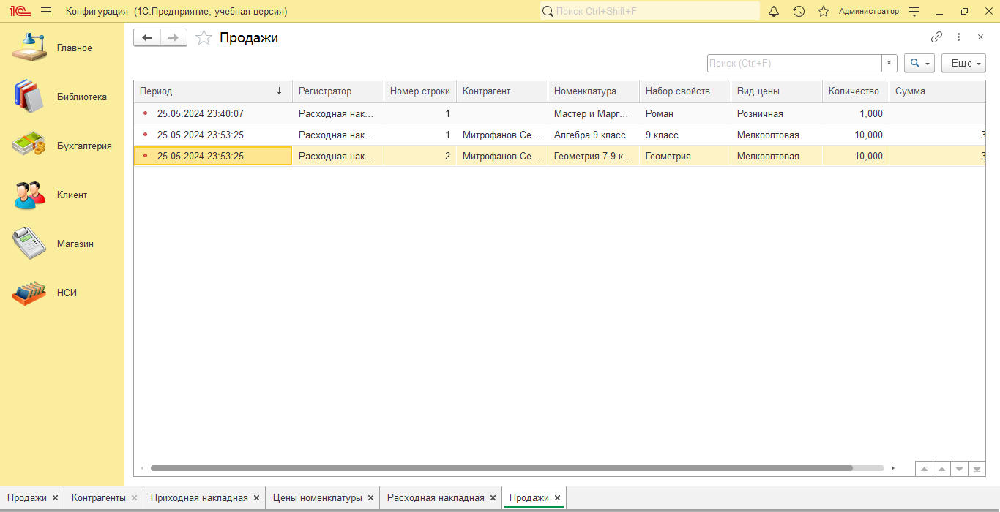 1С Конфигурация (1С:Предприятие, учебная версия) Поиск Ctrl+Shift+F Администратор
Главное
Библиотека
Бухгалтерия
Клиент
Магазин
НСИ
Продажи
Поиск (Ctrl+F) × Еще
Период ↓ Регистратор Номер строки Контрагент Номенклатура Набор свойств Вид цены Количество Сумма
25.05.2024 23:40:07 Расходная нак... 1 Мастер и Марг... Роман Розничная 1,000
25.05.2024 23:53:25 Расходная нак... 1 Митрофанов Се... Алгебра 9 класс 9 класс Мелкооптовая 10,000 3
25.05.2024 23:53:25 Расходная нак... 2 Митрофанов Се... Геометрия 7-9 к... Геометрия Мелкооптовая 10,000 3
Продажи × Контрагенты × Приходная накладная × Цены номенклатуры × Расходная накладная × Продажи ×